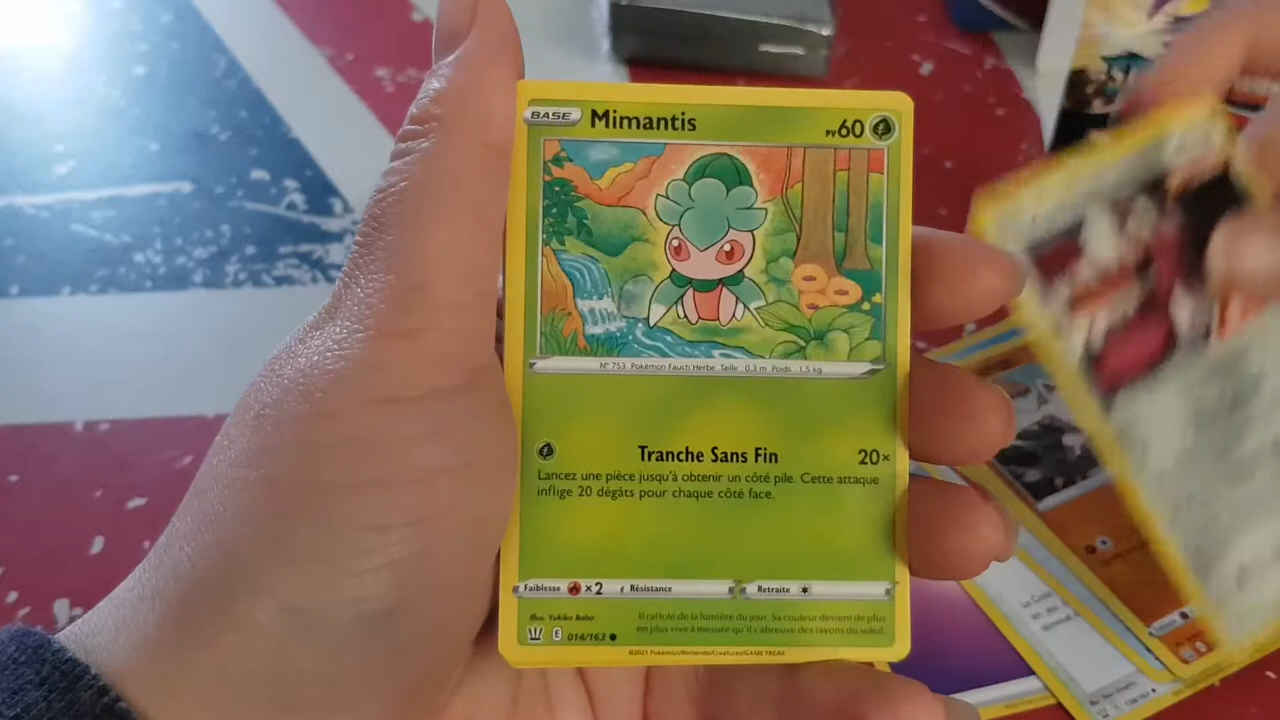 BASE Mimantis PV60
N° 753 Pokémon Fauch'Herbe Taille 0.3 m Poids 1,5 kg
Tranche Sans Fin 20×
Lancez une pièce jusqu'à obtenir un côté pile. Cette attaque
inflige 20 dégâts pour chaque côté face.
Faiblesse ×2 Résistance Retraite
Illus. Yukiko Baba
Il raffole de la lumière du jour. Sa couleur devient de plus
en plus vive à mesure qu'il s'abreuve des rayons du soleil.
E 014/163
©2021 Pokémon/Nintendo/Creatures/GAME FREAK